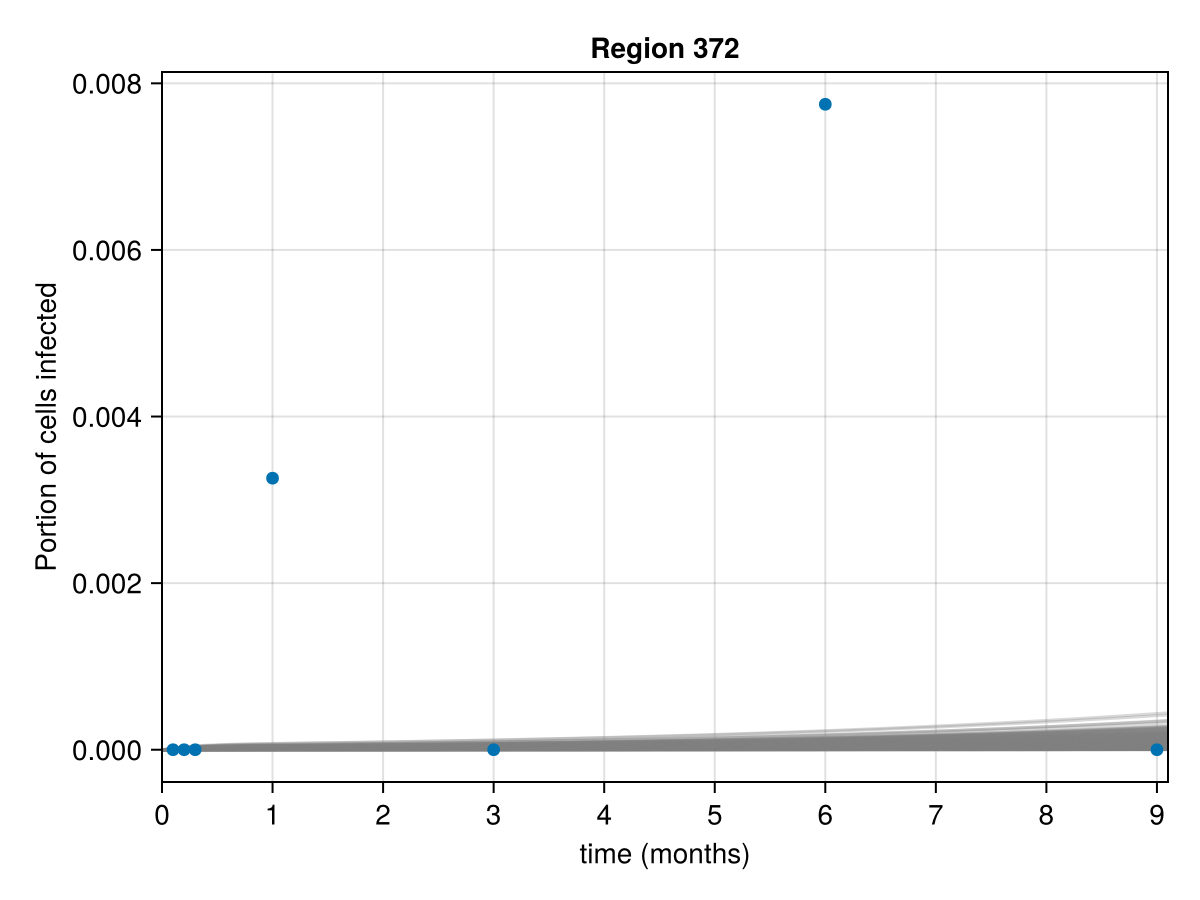 Region 372
0.008
0.006
0.004
0.002
0.000
Portion of cells infected
0 1 2 3 4 5 6 7 8 9
time (months)